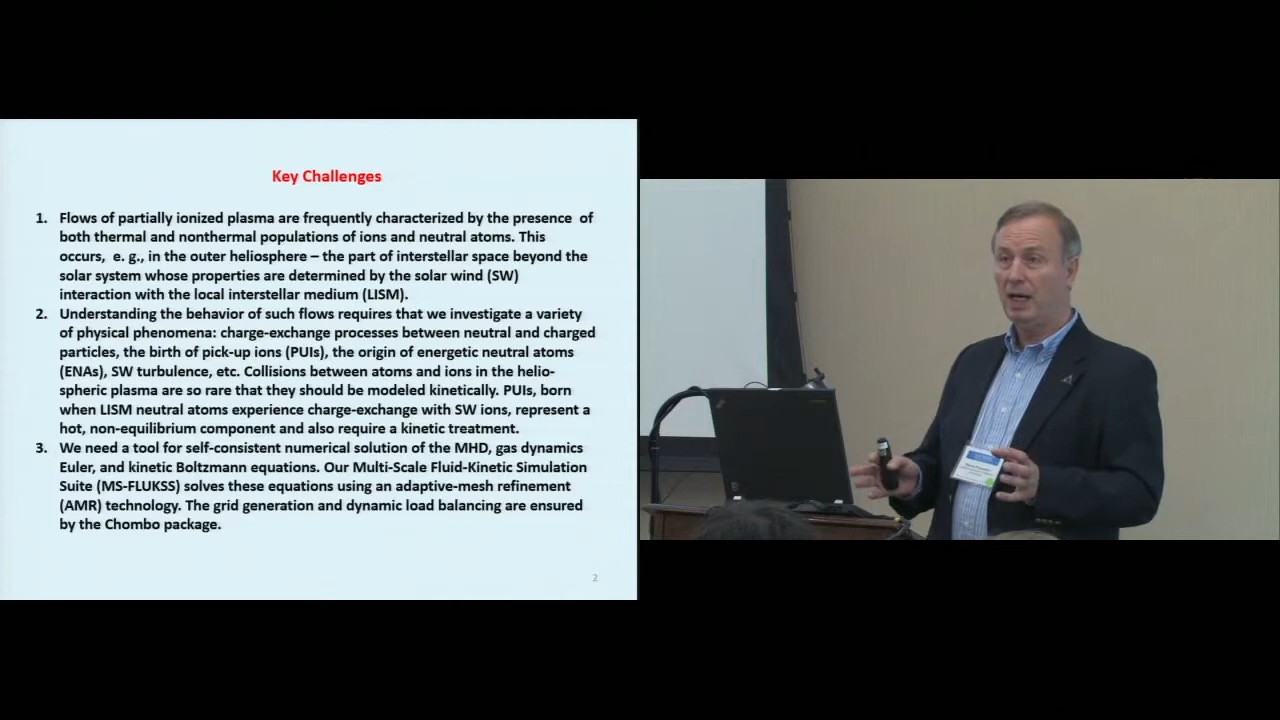 Key Challenges
1. Flows of partially ionized plasma are frequently characterized by the presence of
both thermal and nonthermal populations of ions and neutral atoms. This
occurs, e. g., in the outer heliosphere – the part of interstellar space beyond the
solar system whose properties are determined by the solar wind (SW)
interaction with the local interstellar medium (LISM).
2. Understanding the behavior of such flows requires that we investigate a variety
of physical phenomena: charge-exchange processes between neutral and charged
particles, the birth of pick-up ions (PUIs), the origin of energetic neutral atoms
(ENAs), SW turbulence, etc. Collisions between atoms and ions in the helio-
spheric plasma are so rare that they should be modeled kinetically. PUIs, born
when LISM neutral atoms experience charge-exchange with SW ions, represent a
hot, non-equilibrium component and also require a kinetic treatment.
3. We need a tool for self-consistent numerical solution of the MHD, gas dynamics
Euler, and kinetic Boltzmann equations. Our Multi-Scale Fluid-Kinetic Simulation
Suite (MS-FLUKSS) solves these equations using an adaptive-mesh refinement
(AMR) technology. The grid generation and dynamic load balancing are ensured
by the Chombo package.
2